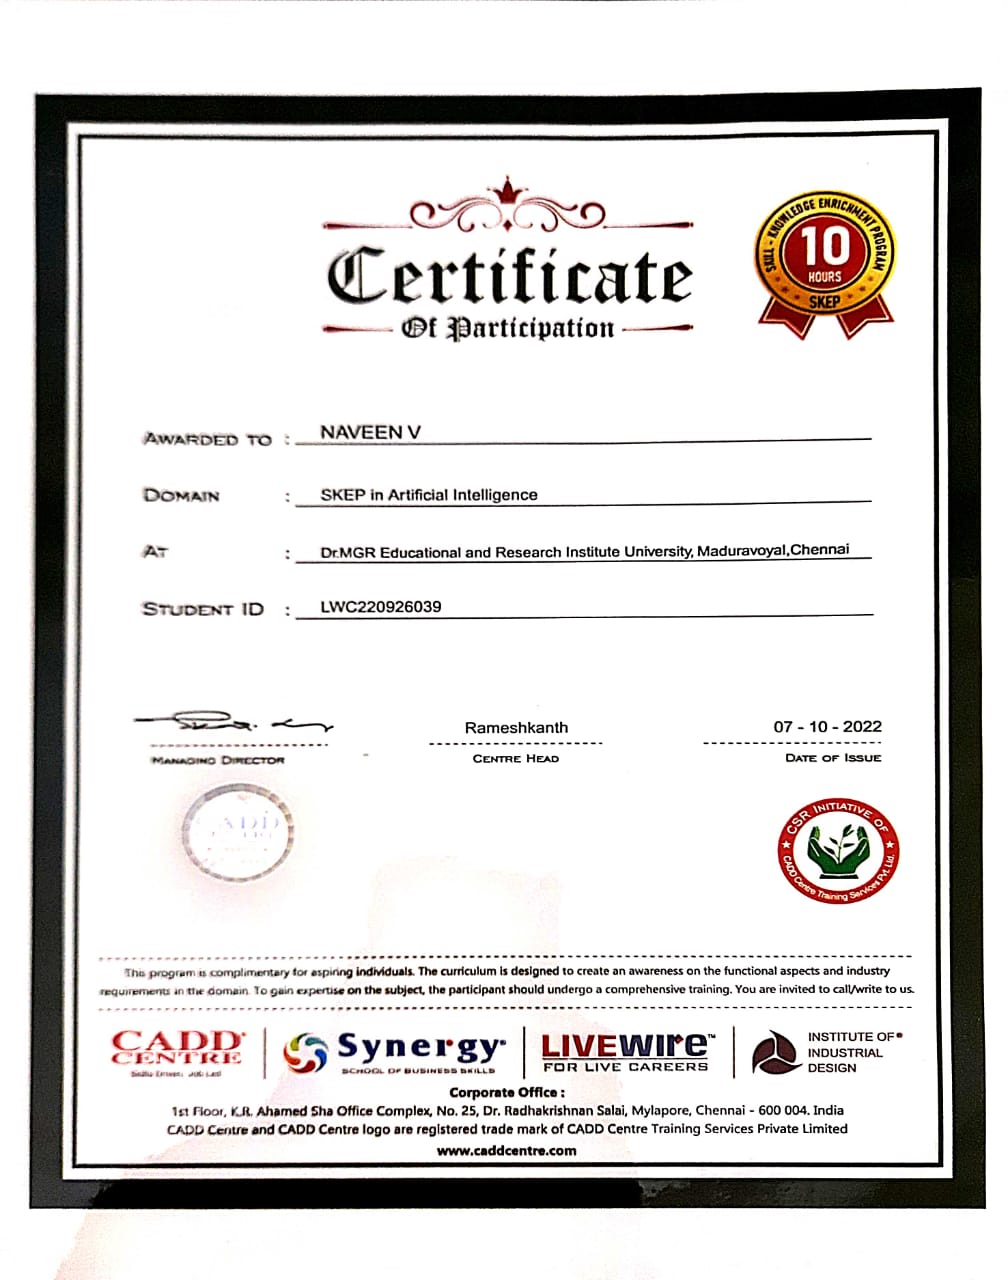 Certificate
Of Participation
SKILL - KNOWLEDGE ENRICHMENT PROGRAM
10
HOURS
SKEP
AWARDED TO : NAVEEN V
DOMAIN : SKEP in Artificial Intelligence
AT : Dr.MGR Educational and Research Institute University, Maduravoyal,Chennai
STUDENT ID : LWC220926039
Rameshkanth
07 - 10 - 2022
MANAGING DIRECTOR
CENTRE HEAD
DATE OF ISSUE
CADD
CSR INITIATIVE OF
CADD Centre Training Services Pvt. Ltd.
This program is complimentary for aspiring individuals. The curriculum is designed to create an awareness on the functional aspects and industry
requirements in the domain. To gain expertise on the subject, the participant should undergo a comprehensive training. You are invited to call/write to us.
CADD®
CENTRE
Synergy®
SCHOOL OF BUSINESS SKILLS
LIVEWIRE™
FOR LIVE CAREERS
INSTITUTE OF®
INDUSTRIAL
DESIGN
Corporate Office :
1st Floor, K.R. Ahamed Sha Office Complex, No. 25, Dr. Radhakrishnan Salai, Mylapore, Chennai - 600 004. India
CADD Centre and CADD Centre logo are registered trade mark of CADD Centre Training Services Private Limited
www.caddcentre.com